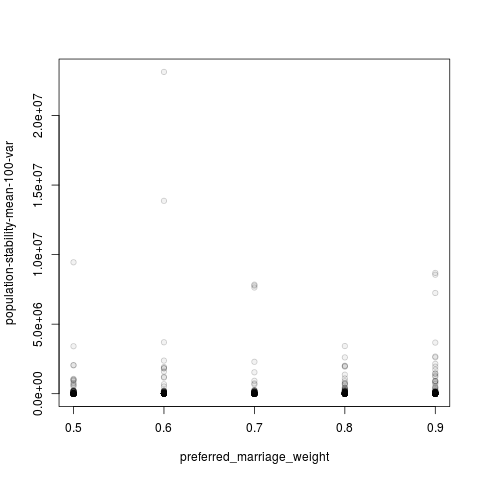 population-stability-mean-100-var
2.0e+07
1.5e+07
1.0e+07
5.0e+06
0.0e+00
0.5 0.6 0.7 0.8 0.9
preferred_marriage_weight